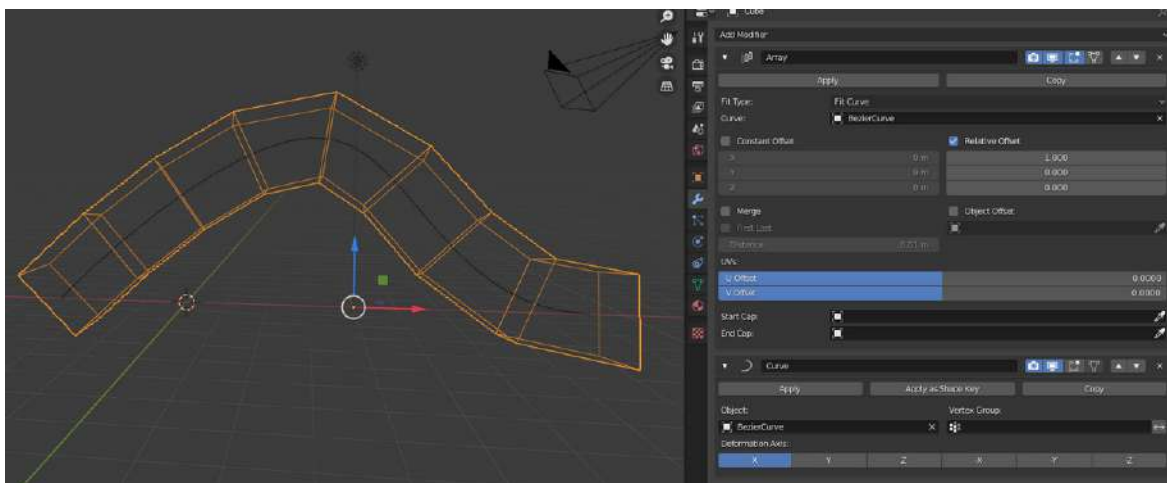 Cube
Add Modifier
Array
Apply
Copy
Fit Type: Fit Curve
Curve: BezierCurve
Constant Offset
Relative Offset
X 0 m 1.000
Y 0 m 0.000
Z 0 m 0.000
Merge
Object Offset
First Last
Distance
UVs:
U Offset 0.0000
V Offset 0.0000
Start Cap:
End Cap:
Curve
Apply
Apply as Shape Key
Copy
Object:
Vertex Group:
BezierCurve
Deformation Axis:
X Y Z -X -Y -Z